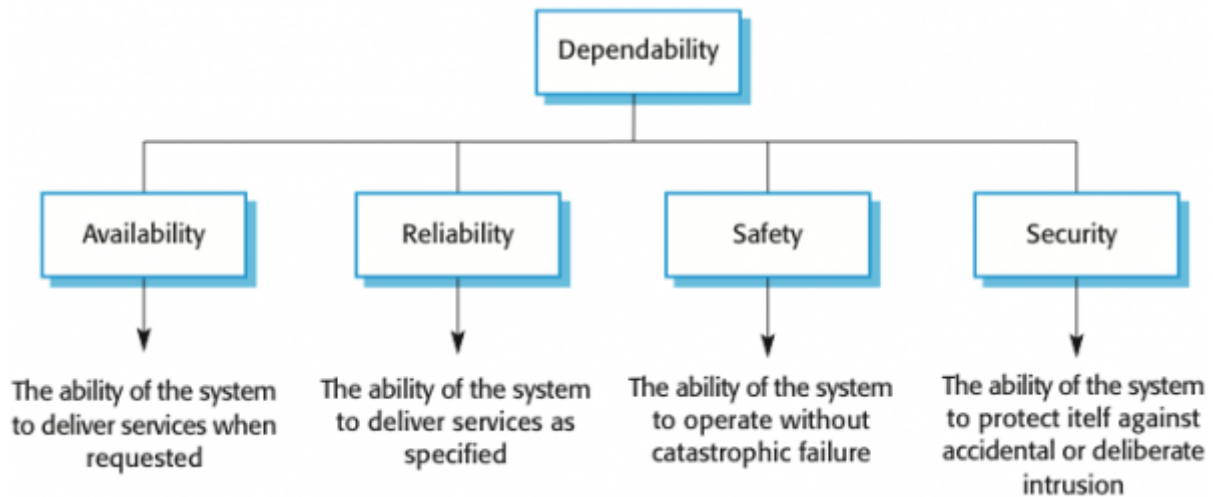 Dependability
Availability
Reliability
Safety
Security
The ability of the system
to deliver services when
requested
The ability of the system
to deliver services as
specified
The ability of the system
to operate without
catastrophic failure
The ability of the system
to protect itelf against
accidental or deliberate
intrusion